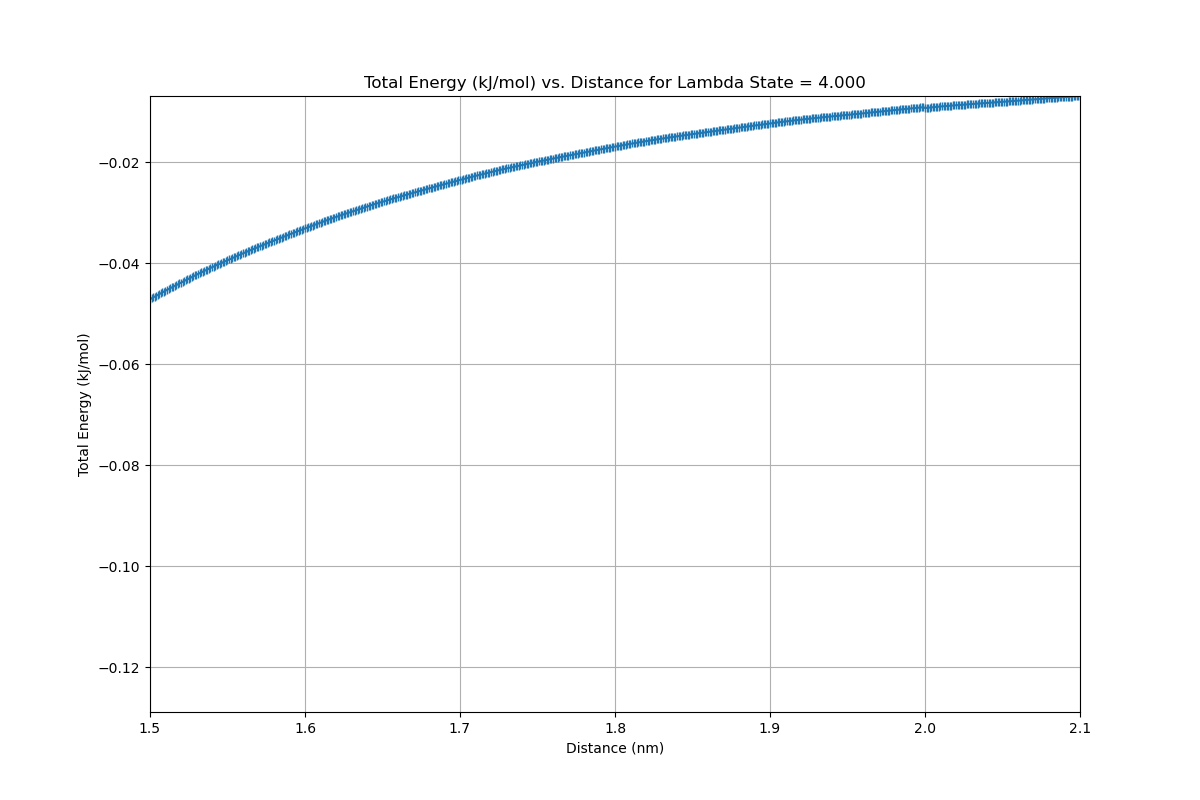 Total Energy (kJ/mol) vs. Distance for Lambda State = 4.000
−0.02
−0.04
−0.06
−0.08
−0.10
−0.12
Total Energy (kJ/mol)
1.5 1.6 1.7 1.8 1.9 2.0 2.1
Distance (nm)